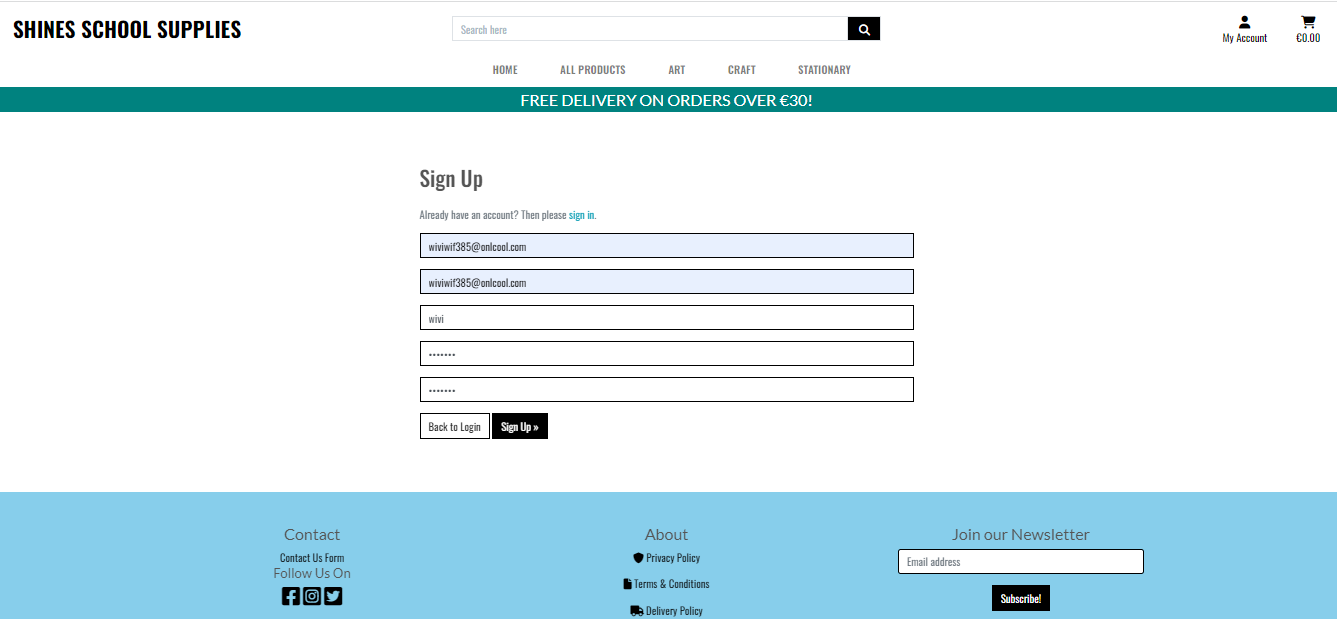 SHINES SCHOOL SUPPLIES
Search here
My Account
€0.00
HOME ALL PRODUCTS ART CRAFT STATIONARY
FREE DELIVERY ON ORDERS OVER €30!
Sign Up
Already have an account? Then please sign in.
wiviwif385@onlcool.com
wiviwif385@onlcool.com
wivi
•••••••
•••••••
Back to Login Sign Up »
Contact
Contact Us Form
Follow Us On
About
Privacy Policy
Terms & Conditions
Delivery Policy
Join our Newsletter
Email address
Subscribe!